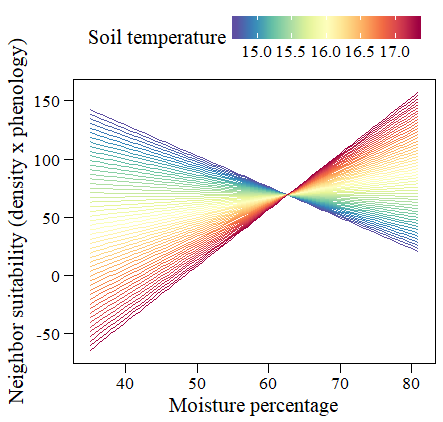 Soil temperature
15.0 15.5 16.0 16.5 17.0
Neighbor suitability (density x phenology)
150
100
50
0
-50
40 50 60 70 80
Moisture percentage